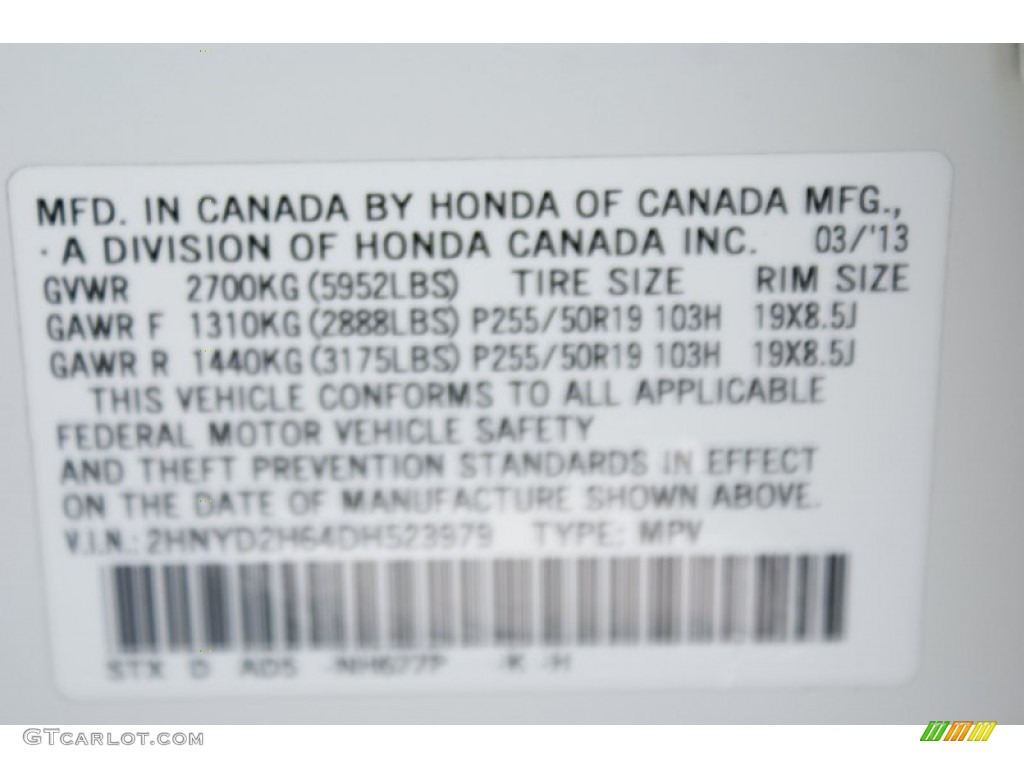 MFD. IN CANADA BY HONDA OF CANADA MFG.,
· A DIVISION OF HONDA CANADA INC. 03/'13
GVWR 2700KG (5952LBS) TIRE SIZE RIM SIZE
GAWR F 1310KG (2888LBS) P255/50R19 103H 19X8.5J
GAWR R 1440KG (3175LBS) P255/50R19 103H 19X8.5J
THIS VEHICLE CONFORMS TO ALL APPLICABLE
FEDERAL MOTOR VEHICLE SAFETY
AND THEFT PREVENTION STANDARDS IN EFFECT
ON THE DATE OF MANUFACTURE SHOWN ABOVE.
V.I.N.: 2HNYD2H64DH523979 TYPE: MPV
STX D AD5 -NH677P -K -H
GTCARLOT.COM